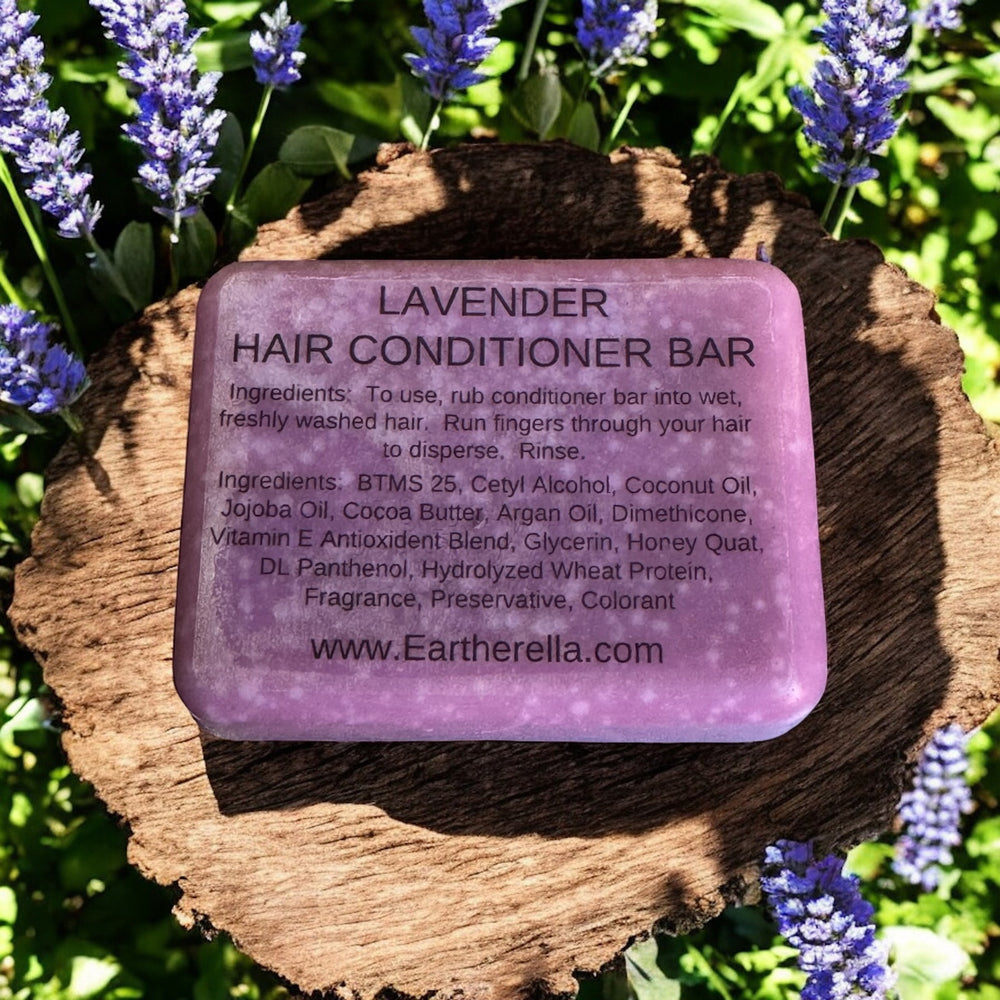 LAVENDER
HAIR CONDITIONER BAR
Ingredients:  To use, rub conditioner bar into wet,
freshly washed hair.  Run fingers through your hair
to disperse.  Rinse.
Ingredients:  BTMS 25, Cetyl Alcohol, Coconut Oil,
Jojoba Oil, Cocoa Butter, Argan Oil, Dimethicone,
Vitamin E Antioxident Blend, Glycerin, Honey Quat,
DL Panthenol, Hydrolyzed Wheat Protein,
Fragrance, Preservative, Colorant
www.Eartherella.com